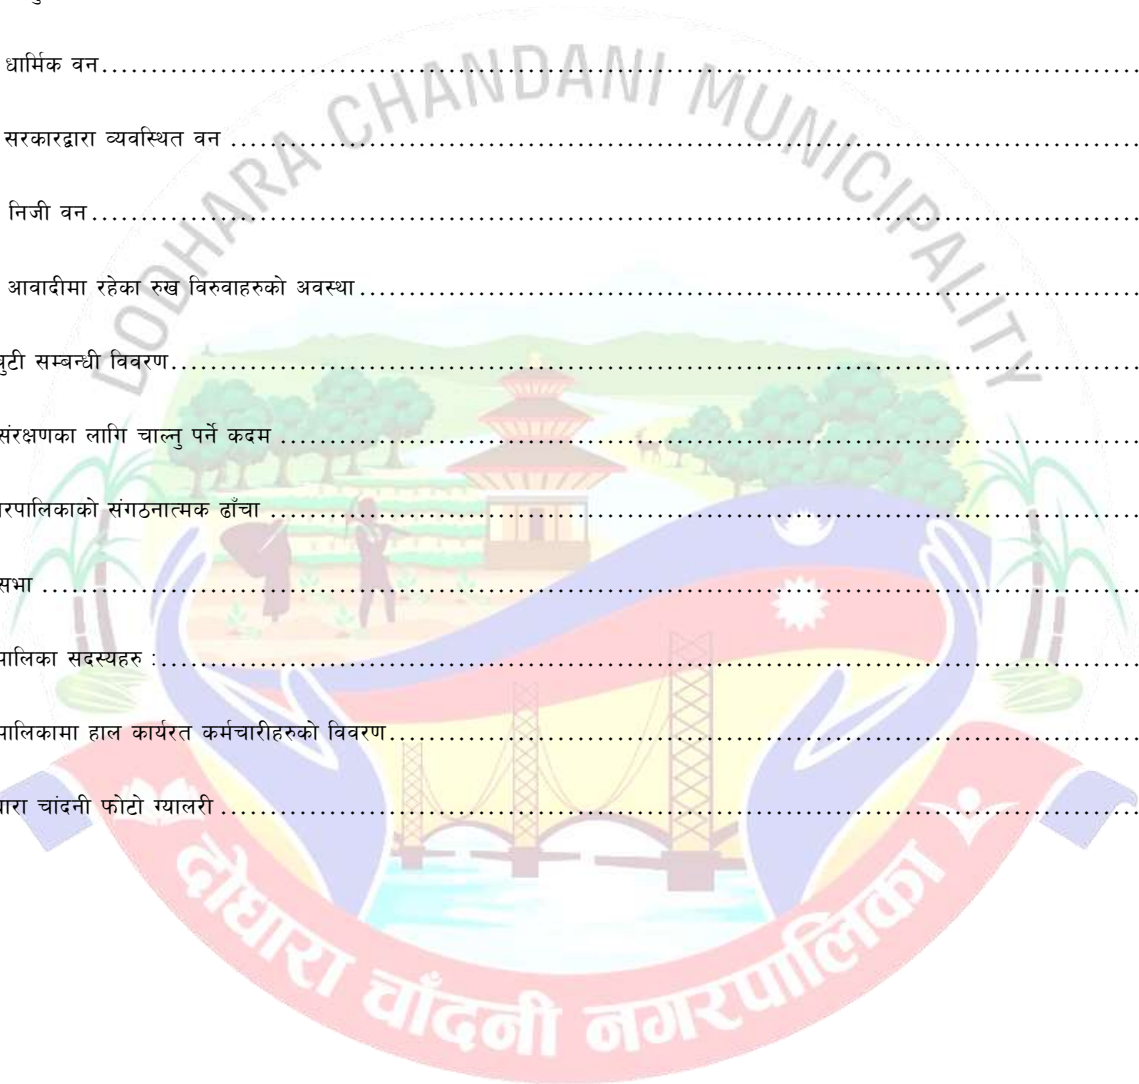 धार्मिक वन
सरकारद्वारा व्यवस्थित वन
निजी वन
आवादीमा रहेका रुख विरुवाहरुको अवस्था
सम्बन्धी विवरण
संरक्षणका लागि चाल्नु पर्ने कदम
संगठनात्मक ढाँचा
सभा
सदस्यहरु :
हाल कार्यरत कर्मचारीहरुको विवरण
चांदनी फोटो ग्यालरी
DODHARA CHANDANI MUNICIPALITY
दोधारा चाँदनी नगरपालिका